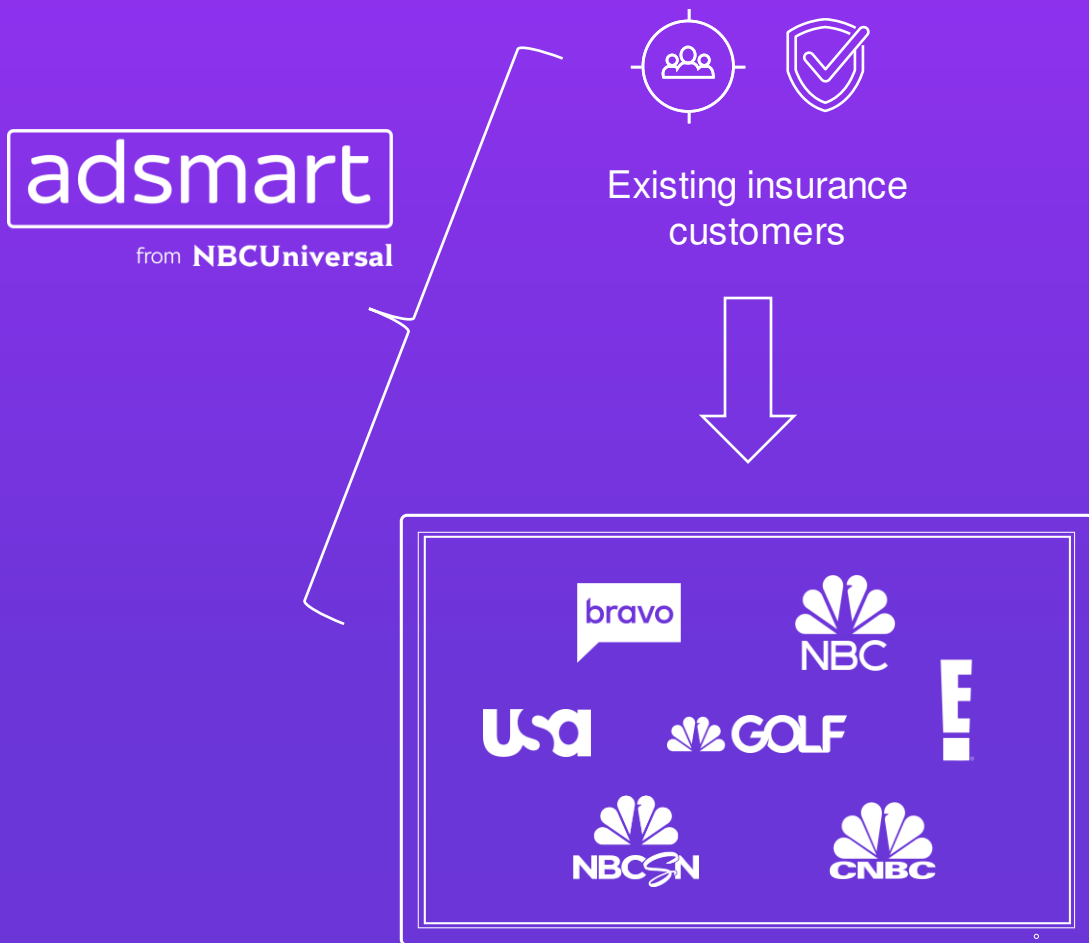 adsmart
from NBCUniversal
Existing insurance
customers
bravo
NBC
E!
usa
GOLF
NBCSN
CNBC